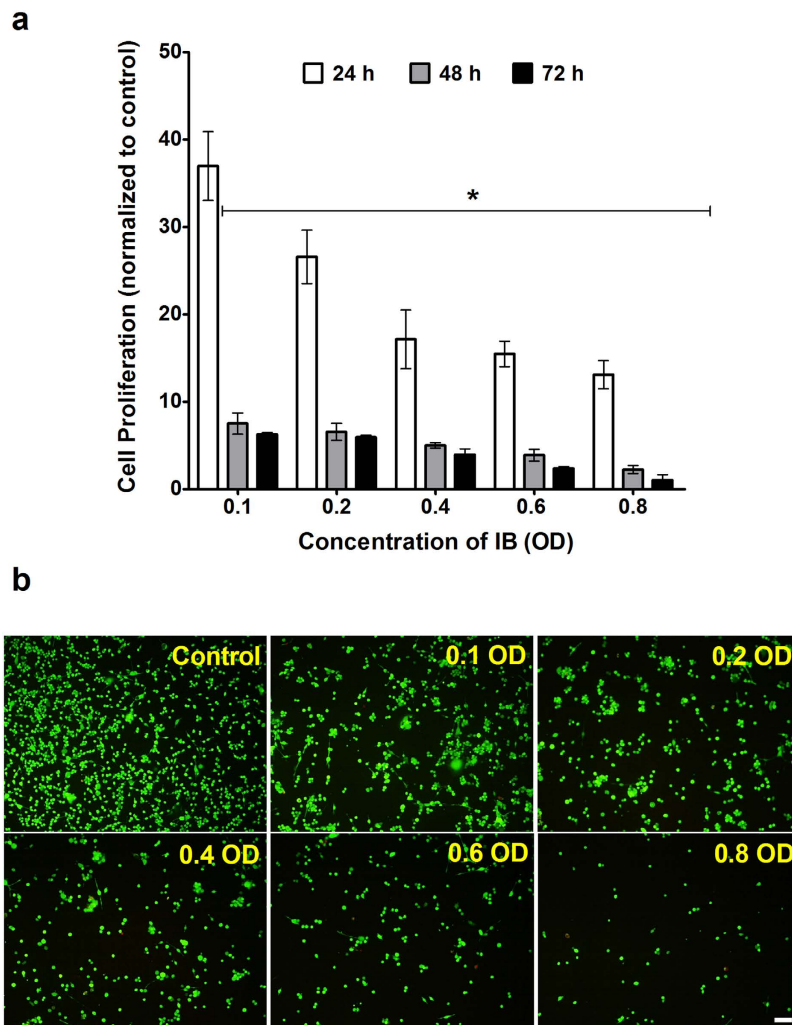 a
Cell Proliferation (normalized to control)
50
40
30
20
10
0
24 h 48 h 72 h
*
0.1 0.2 0.4 0.6 0.8
Concentration of IB (OD)
b
Control 0.1 OD 0.2 OD
0.4 OD 0.6 OD 0.8 OD